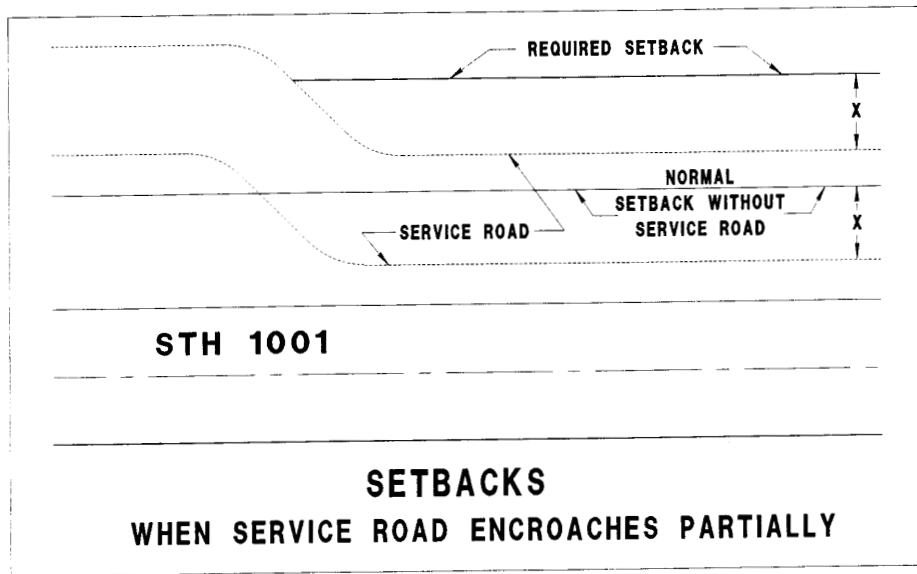 REQUIRED SETBACK
X
NORMAL
SETBACK WITHOUT
SERVICE ROAD
SERVICE ROAD
X
STH 1001
SETBACKS
WHEN SERVICE ROAD ENCROACHES PARTIALLY